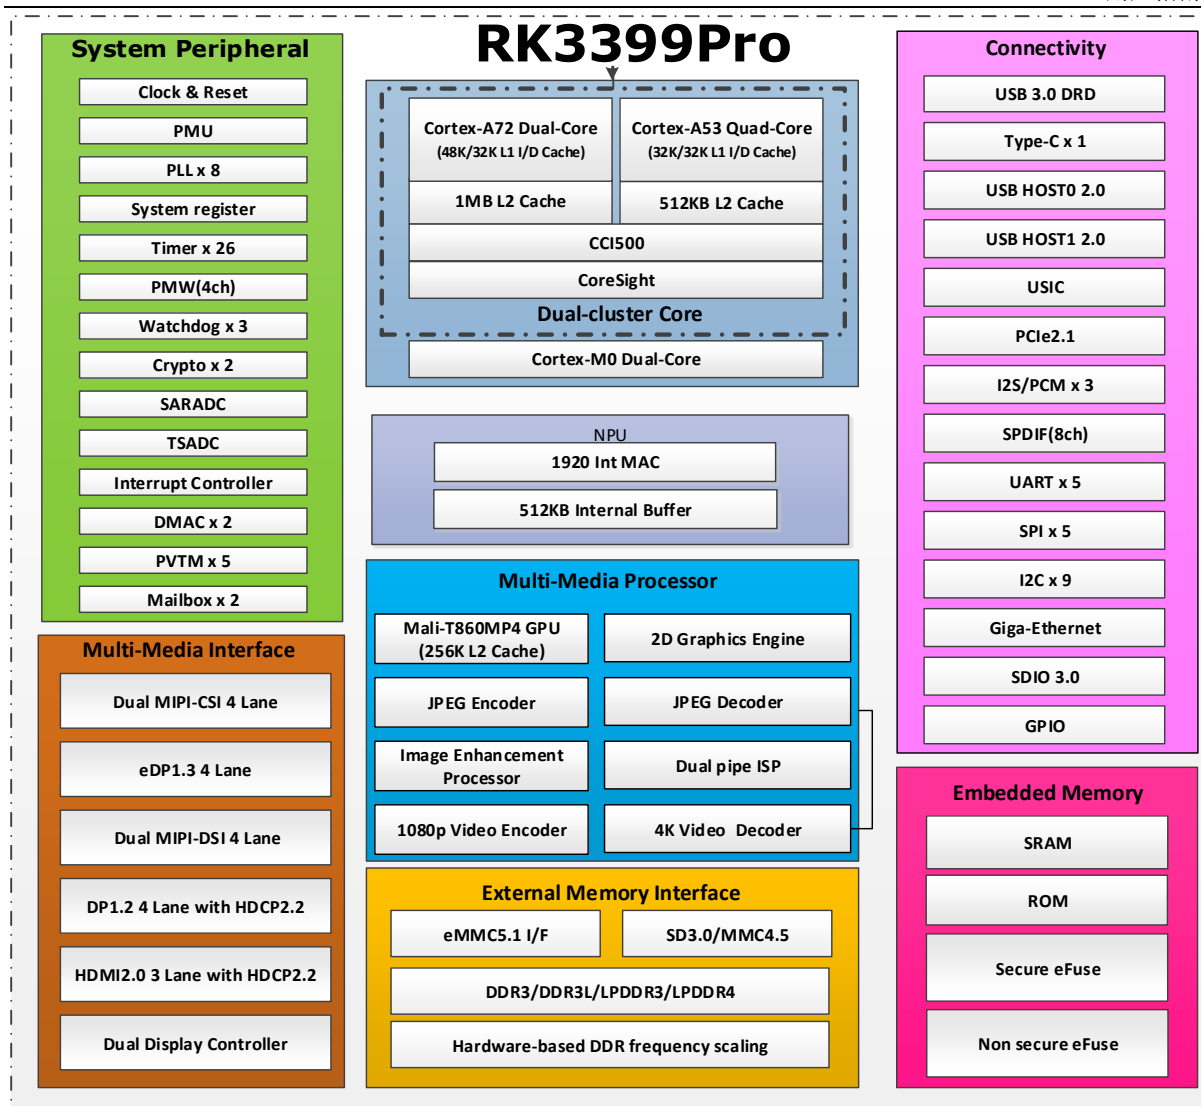 RK3399Pro
System Peripheral
Clock & Reset
PMU
PLL x 8
System register
Timer x 26
PMW(4ch)
Watchdog x 3
Crypto x 2
SARADC
TSADC
Interrupt Controller
DMAC x 2
PVTM x 5
Mailbox x 2
Multi-Media Interface
Dual MIPI-CSI 4 Lane
eDP1.3 4 Lane
Dual MIPI-DSI 4 Lane
DP1.2 4 Lane with HDCP2.2
HDMI2.0 3 Lane with HDCP2.2
Dual Display Controller
Cortex-A72 Dual-Core
(48K/32K L1 I/D Cache)
Cortex-A53 Quad-Core
(32K/32K L1 I/D Cache)
1MB L2 Cache
512KB L2 Cache
CCI500
CoreSight
Dual-cluster Core
Cortex-M0 Dual-Core
NPU
1920 Int MAC
512KB Internal Buffer
Multi-Media Processor
Mali-T860MP4 GPU
(256K L2 Cache)
2D Graphics Engine
JPEG Encoder
JPEG Decoder
Image Enhancement
Processor
Dual pipe ISP
1080p Video Encoder
4K Video Decoder
External Memory Interface
eMMC5.1 I/F
SD3.0/MMC4.5
DDR3/DDR3L/LPDDR3/LPDDR4
Hardware-based DDR frequency scaling
Connectivity
USB 3.0 DRD
Type-C x 1
USB HOST0 2.0
USB HOST1 2.0
USIC
PCIe2.1
I2S/PCM x 3
SPDIF(8ch)
UART x 5
SPI x 5
I2C x 9
Giga-Ethernet
SDIO 3.0
GPIO
Embedded Memory
SRAM
ROM
Secure eFuse
Non secure eFuse